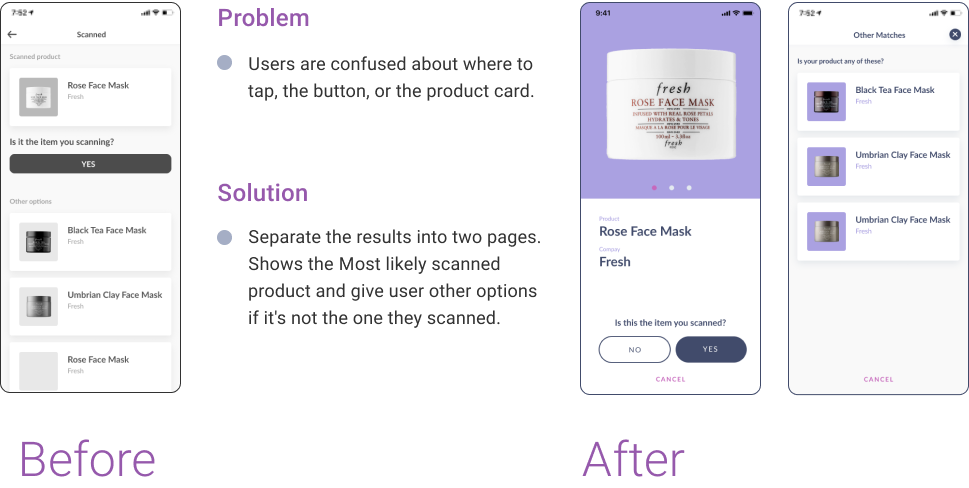 7:52
Scanned
Scanned product
Rose Face Mask
Fresh
Is it the item you scanning?
YES
Other options
Black Tea Face Mask
Fresh
Umbrian Clay Face Mask
Fresh
Rose Face Mask
Fresh
Before
Problem
Users are confused about where to
tap, the button, or the product card.
Solution
Separate the results into two pages.
Shows the Most likely scanned
product and give user other options
if it's not the one they scanned.
9:41
fresh
ROSE FACE MASK
INFUSED WITH REAL ROSE PETALS
HYDRATES & TONES
MASQUE A LA ROSE POUR LE VISAGE
100ml - 3.30oz
fresh
Product
Rose Face Mask
Compay
Fresh
Is this the item you scanned?
NO
YES
CANCEL
7:52
Other Matches
Is your product any of these?
Black Tea Face Mask
Fresh
Umbrian Clay Face Mask
Fresh
Umbrian Clay Face Mask
Fresh
CANCEL
After